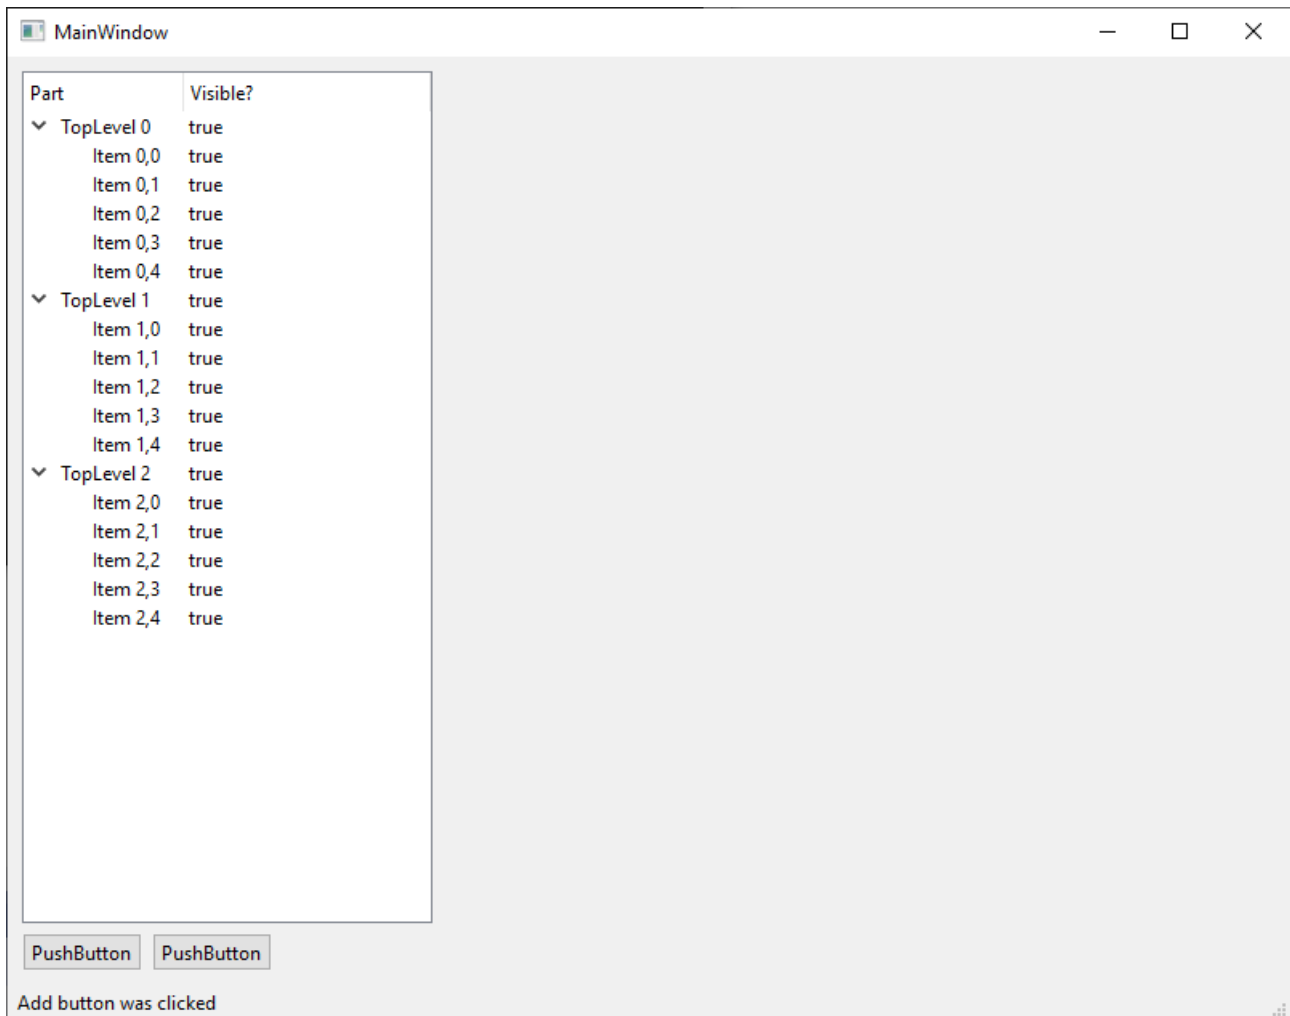 MainWindow
Part Visible?
TopLevel 0 true
Item 0,0 true
Item 0,1 true
Item 0,2 true
Item 0,3 true
Item 0,4 true
TopLevel 1 true
Item 1,0 true
Item 1,1 true
Item 1,2 true
Item 1,3 true
Item 1,4 true
TopLevel 2 true
Item 2,0 true
Item 2,1 true
Item 2,2 true
Item 2,3 true
Item 2,4 true
PushButton PushButton
Add button was clicked